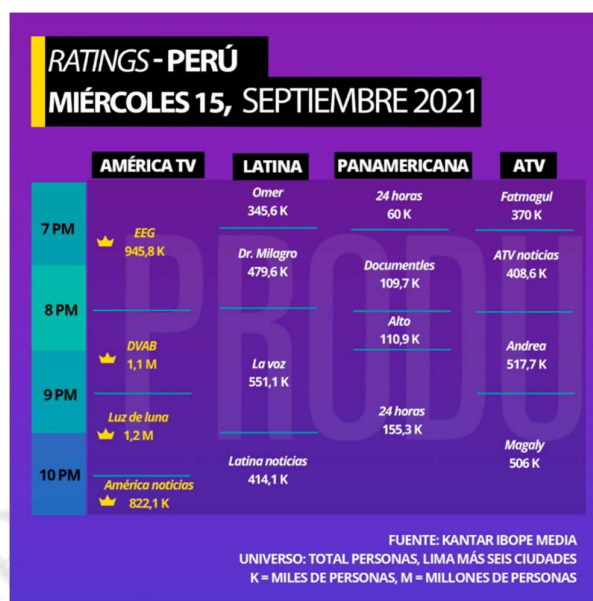 RATINGS - PERÚ
MIÉRCOLES 15, SEPTIEMBRE 2021
AMÉRICA TV
LATINA
PANAMERICANA
ATV
7 PM
8 PM
9 PM
10 PM
EEG
945,8 K
DVAB
1,1 M
Luz de luna
1,2 M
América noticias
822,1 K
Omer
345,6 K
Dr. Milagro
479,6 K
La voz
551,1 K
Latina noticias
414,1 K
24 horas
60 K
Documentles
109,7 K
Alto
110,9 K
24 horas
155,3 K
Fatmagul
370 K
ATV noticias
408,6 K
Andrea
517,7 K
Magaly
506 K
PRODU
FUENTE: KANTAR IBOPE MEDIA
UNIVERSO: TOTAL PERSONAS, LIMA MÁS SEIS CIUDADES
K = MILES DE PERSONAS, M = MILLONES DE PERSONAS